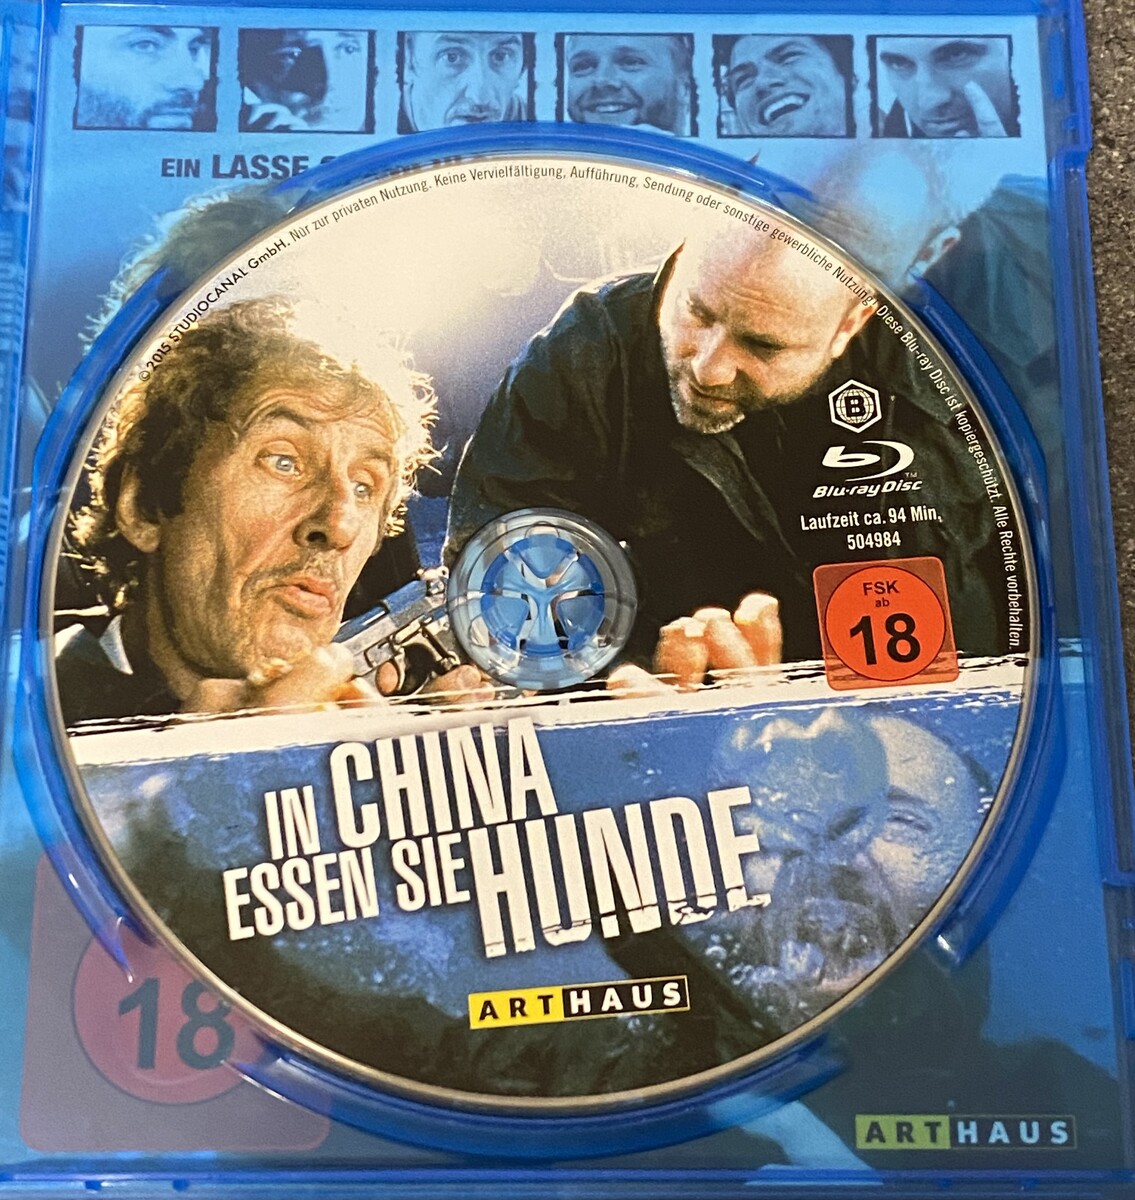 EIN LASSE
©2015 STUDIOCANAL GmbH. Nur zur privaten Nutzung. Keine Vervielfältigung, Aufführung, Sendung oder sonstige gewerbliche Nutzung! Diese Blu-ray Disc ist kopiergeschützt. Alle Rechte vorbehalten.
B
Blu-ray Disc™
Laufzeit ca. 94 Min.
504984
FSK
ab
18
IN CHINA
ESSEN SIE HUNDE
ARTHAUS
18
ARTHAUS